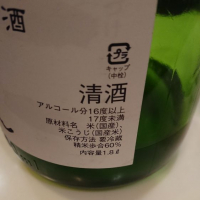 酒
プラ
キャップ
(中栓)
清酒
アルコール分16度以上
17度未満
原材料名 米(国産)、
米こうじ(国産米)
保存方法 要冷蔵
精米歩合60%
内容量1.8ℓ